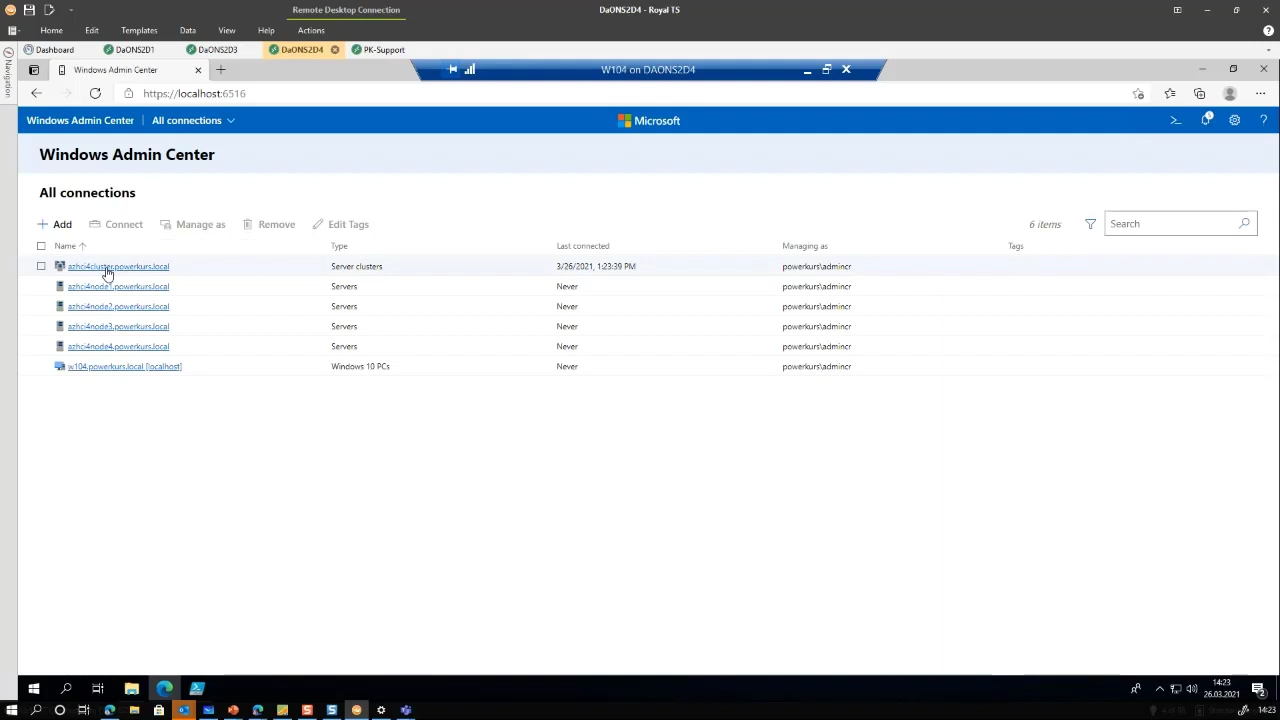 Remote Desktop Connection
DaONS2D4 - Royal TS
Home Edit Templates Data View Help Actions
Dashboard DaONS2D1 DaONS2D3 DaONS2D4 PK-Support
Navigation
Windows Admin Center
W104 on DAONS2D4
https://localhost:6516
Windows Admin Center All connections Microsoft
Windows Admin Center
All connections
Add Connect Manage as Remove Edit Tags 6 items Search
Name Type Last connected Managing as Tags
azhci4cluster.powerkurs.local Server clusters 3/26/2021, 1:23:39 PM powerkurs\admincr
azhci4node1.powerkurs.local Servers Never powerkurs\admincr
azhci4node2.powerkurs.local Servers Never powerkurs\admincr
azhci4node3.powerkurs.local Servers Never powerkurs\admincr
azhci4node4.powerkurs.local Servers Never powerkurs\admincr
w104.powerkurs.local [localhost] Windows 10 PCs Never powerkurs\admincr
14:23
26.03.2021
14:23